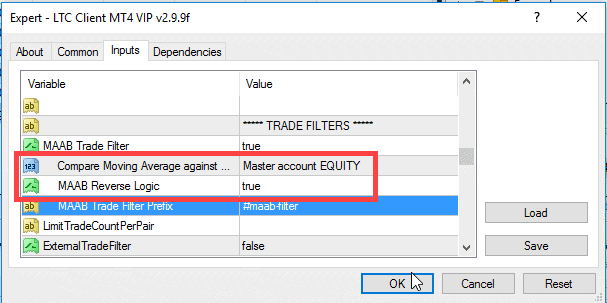 Expert - LTC Client MT4 VIP v2.9.9f
About Common Inputs Dependencies
Variable Value
ab
ab ***** TRADE FILTERS *****
MAAB Trade Filter true
123 Compare Moving Average against ... Master account EQUITY
MAAB Reverse Logic true
ab MAAB Trade Filter Prefix #maab-filter
ab LimitTradeCountPerPair
ExternalTradeFilter false
Load
Save
OK Cancel Reset